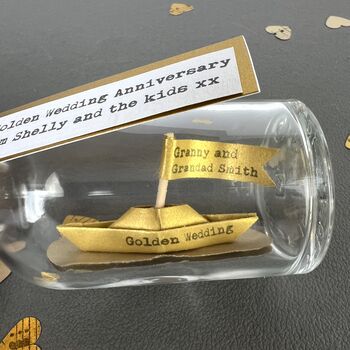 Golden Wedding Anniversary
m Shelly and the kids xx
Granny and
Grandad Smith
Golden Wedding